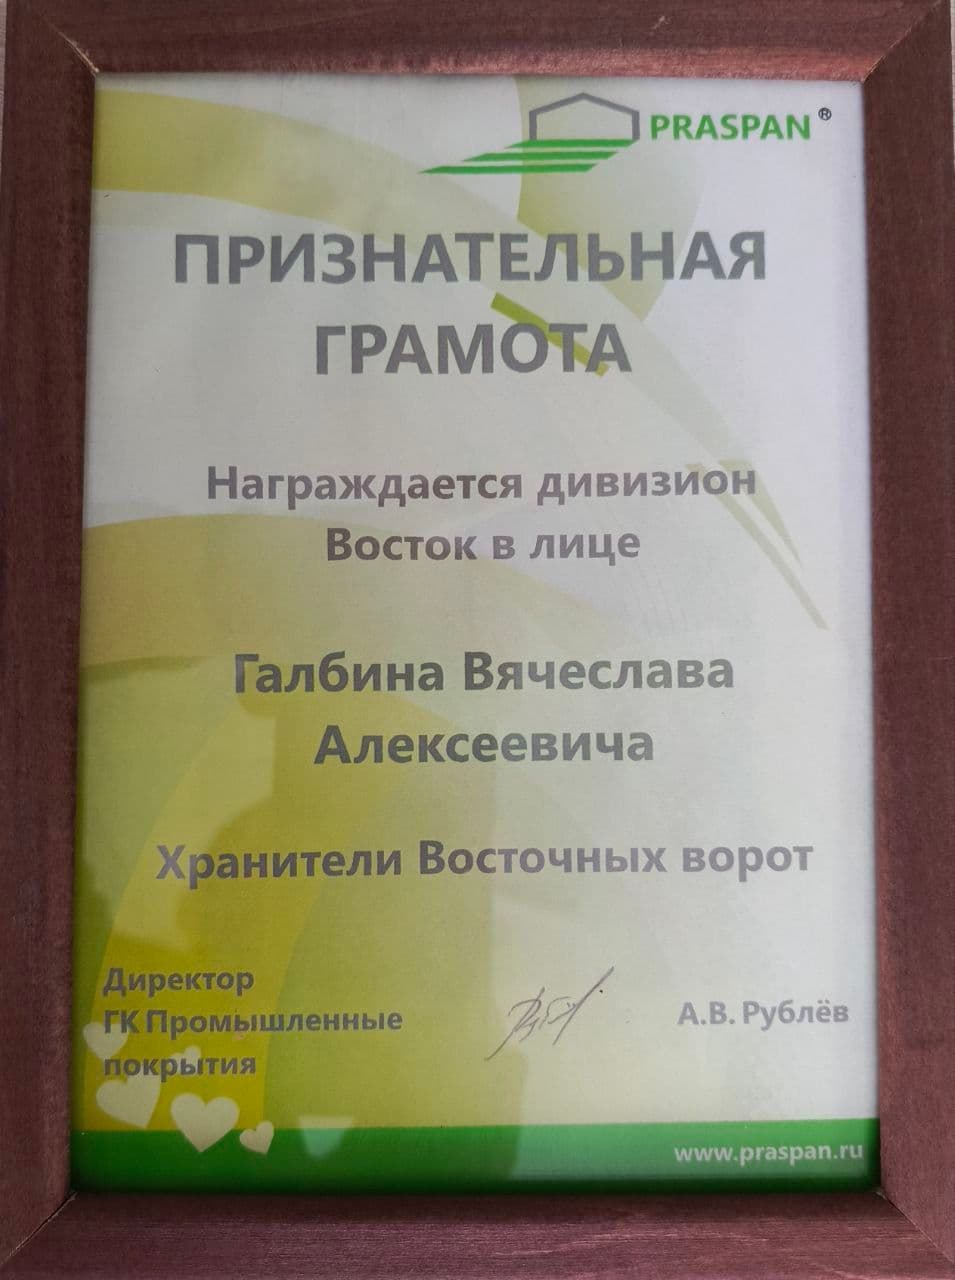 PRASPAN®
ПРИЗНАТЕЛЬНАЯ
ГРАМОТА
Награждается дивизион
Восток в лице
Галбина Вячеслава
Алексеевича
Хранители Восточных ворот
Директор
ГК Промышленные
покрытия
А.В. Рублёв
www.praspan.ru